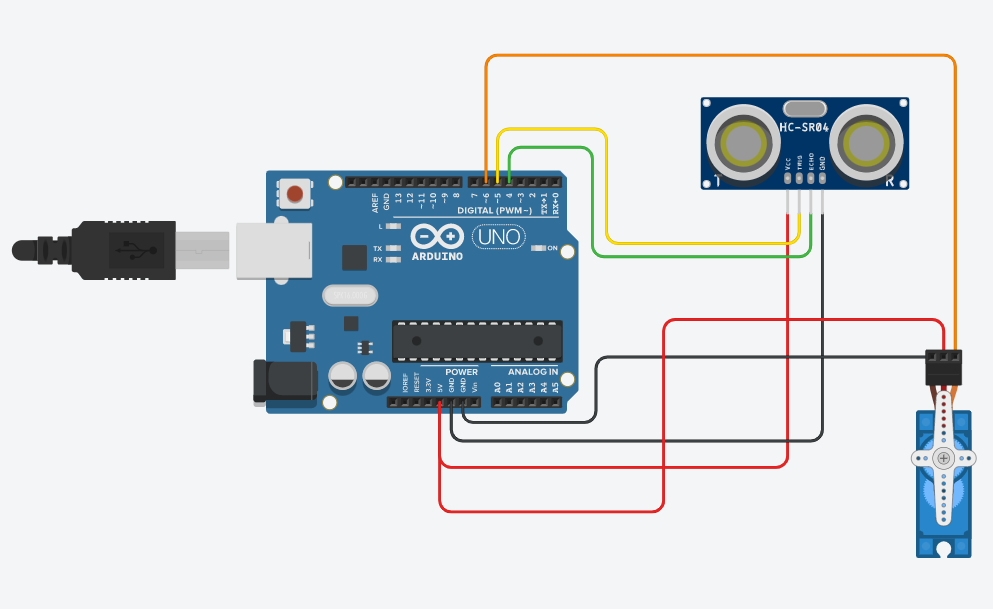 HC-SR04
VCC
TRIG
ECHO
GND
T
R
AREF
GND
13
12
~11
~10
~9
8
7
~6
~5
4
~3
2
TX→1
RX←0
DIGITAL (PWM~)
L
TX
RX
UNO
ON
ARDUINO
POWER
ANALOG IN
IOREF
RESET
3.3V
5V
GND
GND
Vin
A0
A1
A2
A3
A4
A5